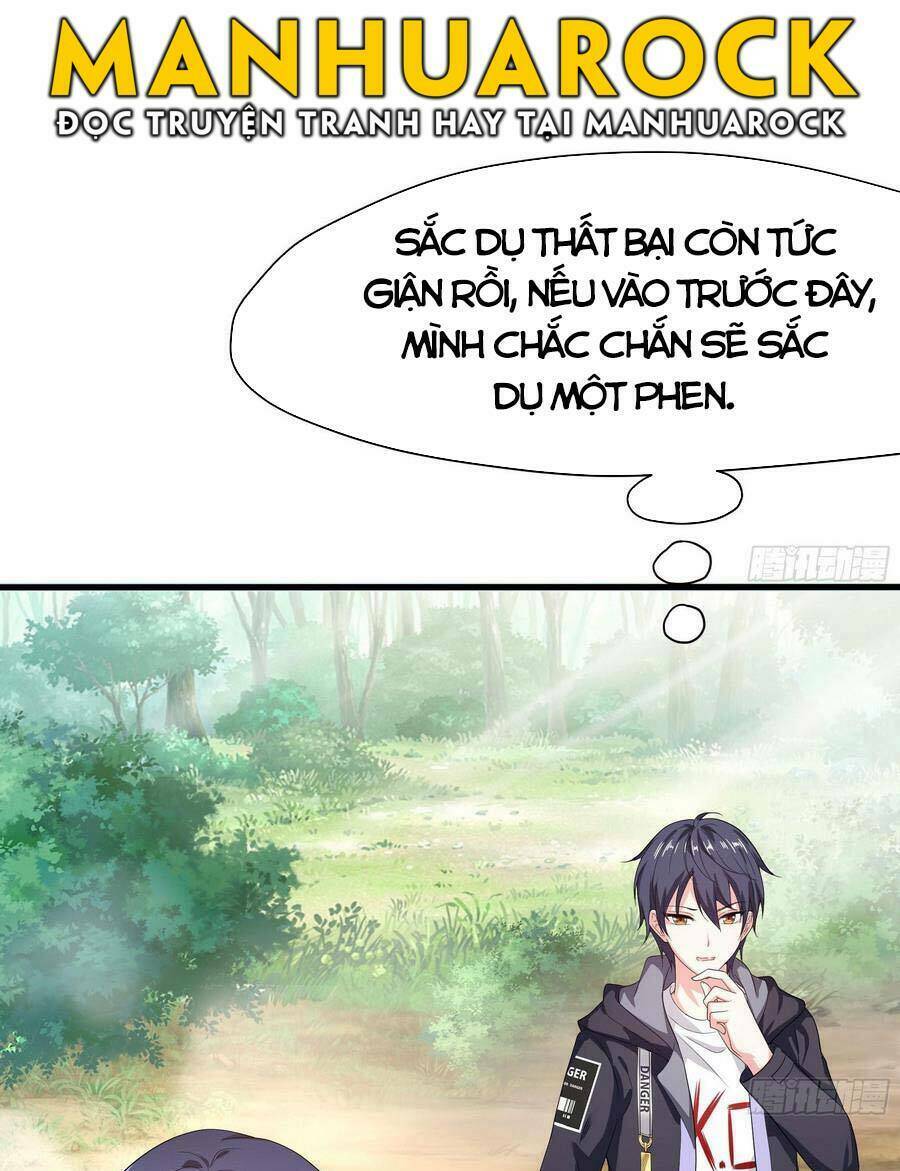 MANHUAROCK
ĐỌC TRUYỆN TRANH HAY TẠI MANHUAROCK
SẮC DỤ THẤT BẠI CÒN TỨC
GIẬN RỒI, NẾU VÀO TRƯỚC ĐÂY,
MÌNH CHẮC CHẮN SẼ SẮC
DỤ MỘT PHEN.
腾讯动漫
GER
DANGER
K.O
腾讯动漫